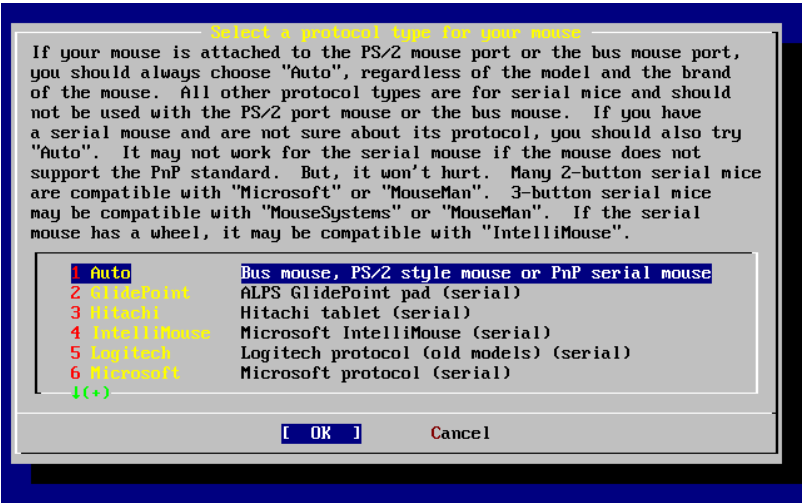 Select a protocol type for your mouse
If your mouse is attached to the PS/2 mouse port or the bus mouse port,
you should always choose "Auto", regardless of the model and the brand
of the mouse.  All other protocol types are for serial mice and should
not be used with the PS/2 port mouse or the bus mouse.  If you have
a serial mouse and are not sure about its protocol, you should also try
"Auto".  It may not work for the serial mouse if the mouse does not
support the PnP standard.  But, it won't hurt.  Many 2-button serial mice
are compatible with "Microsoft" or "MouseMan".  3-button serial mice
may be compatible with "MouseSystems" or "MouseMan".  If the serial
mouse has a wheel, it may be compatible with "IntelliMouse".
1 Auto Bus mouse, PS/2 style mouse or PnP serial mouse
2 GlidePoint ALPS GlidePoint pad (serial)
3 Hitachi Hitachi tablet (serial)
4 IntelliMouse Microsoft IntelliMouse (serial)
5 Logitech Logitech protocol (old models) (serial)
6 Microsoft Microsoft protocol (serial)
↓(+)
[ OK ] Cancel